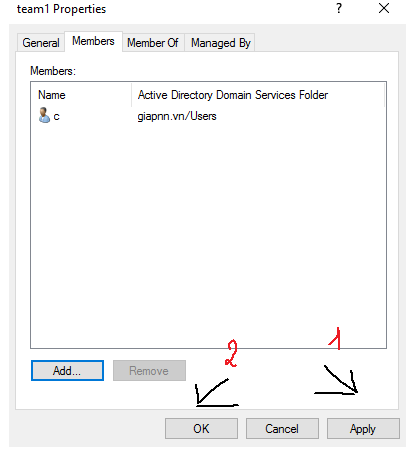 team1 Properties
?
General
Members
Member Of
Managed By
Members:
Name
Active Directory Domain Services Folder
c
giapnn.vn/Users
Add...
Remove
2
1
OK
Cancel
Apply